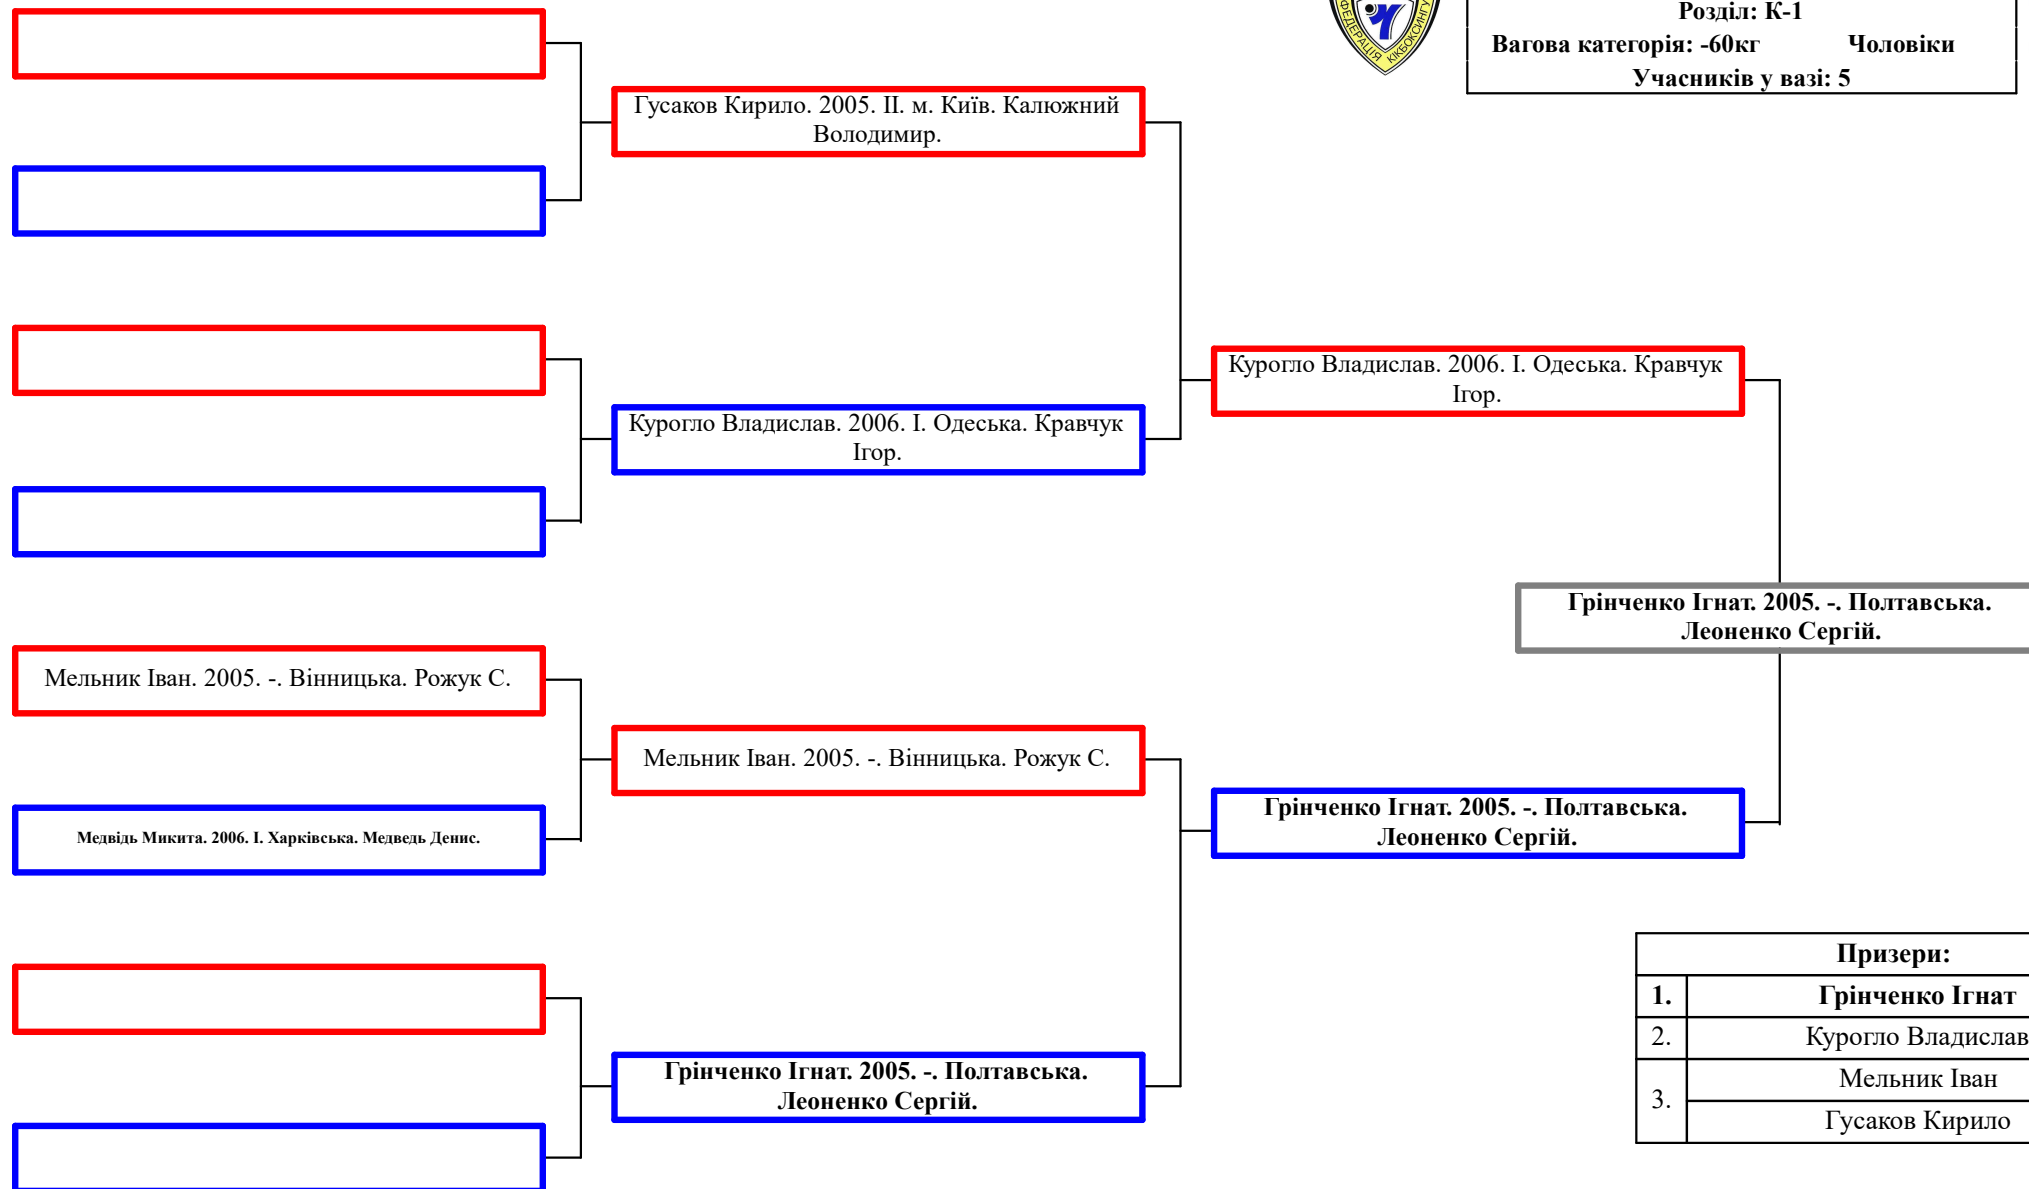 ФЕДЕРАЦІЯ КІКБОКСИНГУ
Розділ: К-1
Вагова категорія: -60кг Чоловіки
Учасників у вазі: 5
Гусаков Кирило. 2005. ІІ. м. Київ. Калюжний
Володимир.
Курогло Владислав. 2006. І. Одеська. Кравчук
Ігор.
Курогло Владислав. 2006. І. Одеська. Кравчук
Ігор.
Грінченко Ігнат. 2005. -. Полтавська.
Леоненко Сергій.
Мельник Іван. 2005. -. Вінницька. Рожук С.
Мельник Іван. 2005. -. Вінницька. Рожук С.
Грінченко Ігнат. 2005. -. Полтавська.
Леоненко Сергій.
Медвідь Микита. 2006. І. Харківська. Медведь Денис.
Грінченко Ігнат. 2005. -. Полтавська.
Леоненко Сергій.
Призери:
1. Грінченко Ігнат
2. Курогло Владислав
3. Мельник Іван
Гусаков Кирило